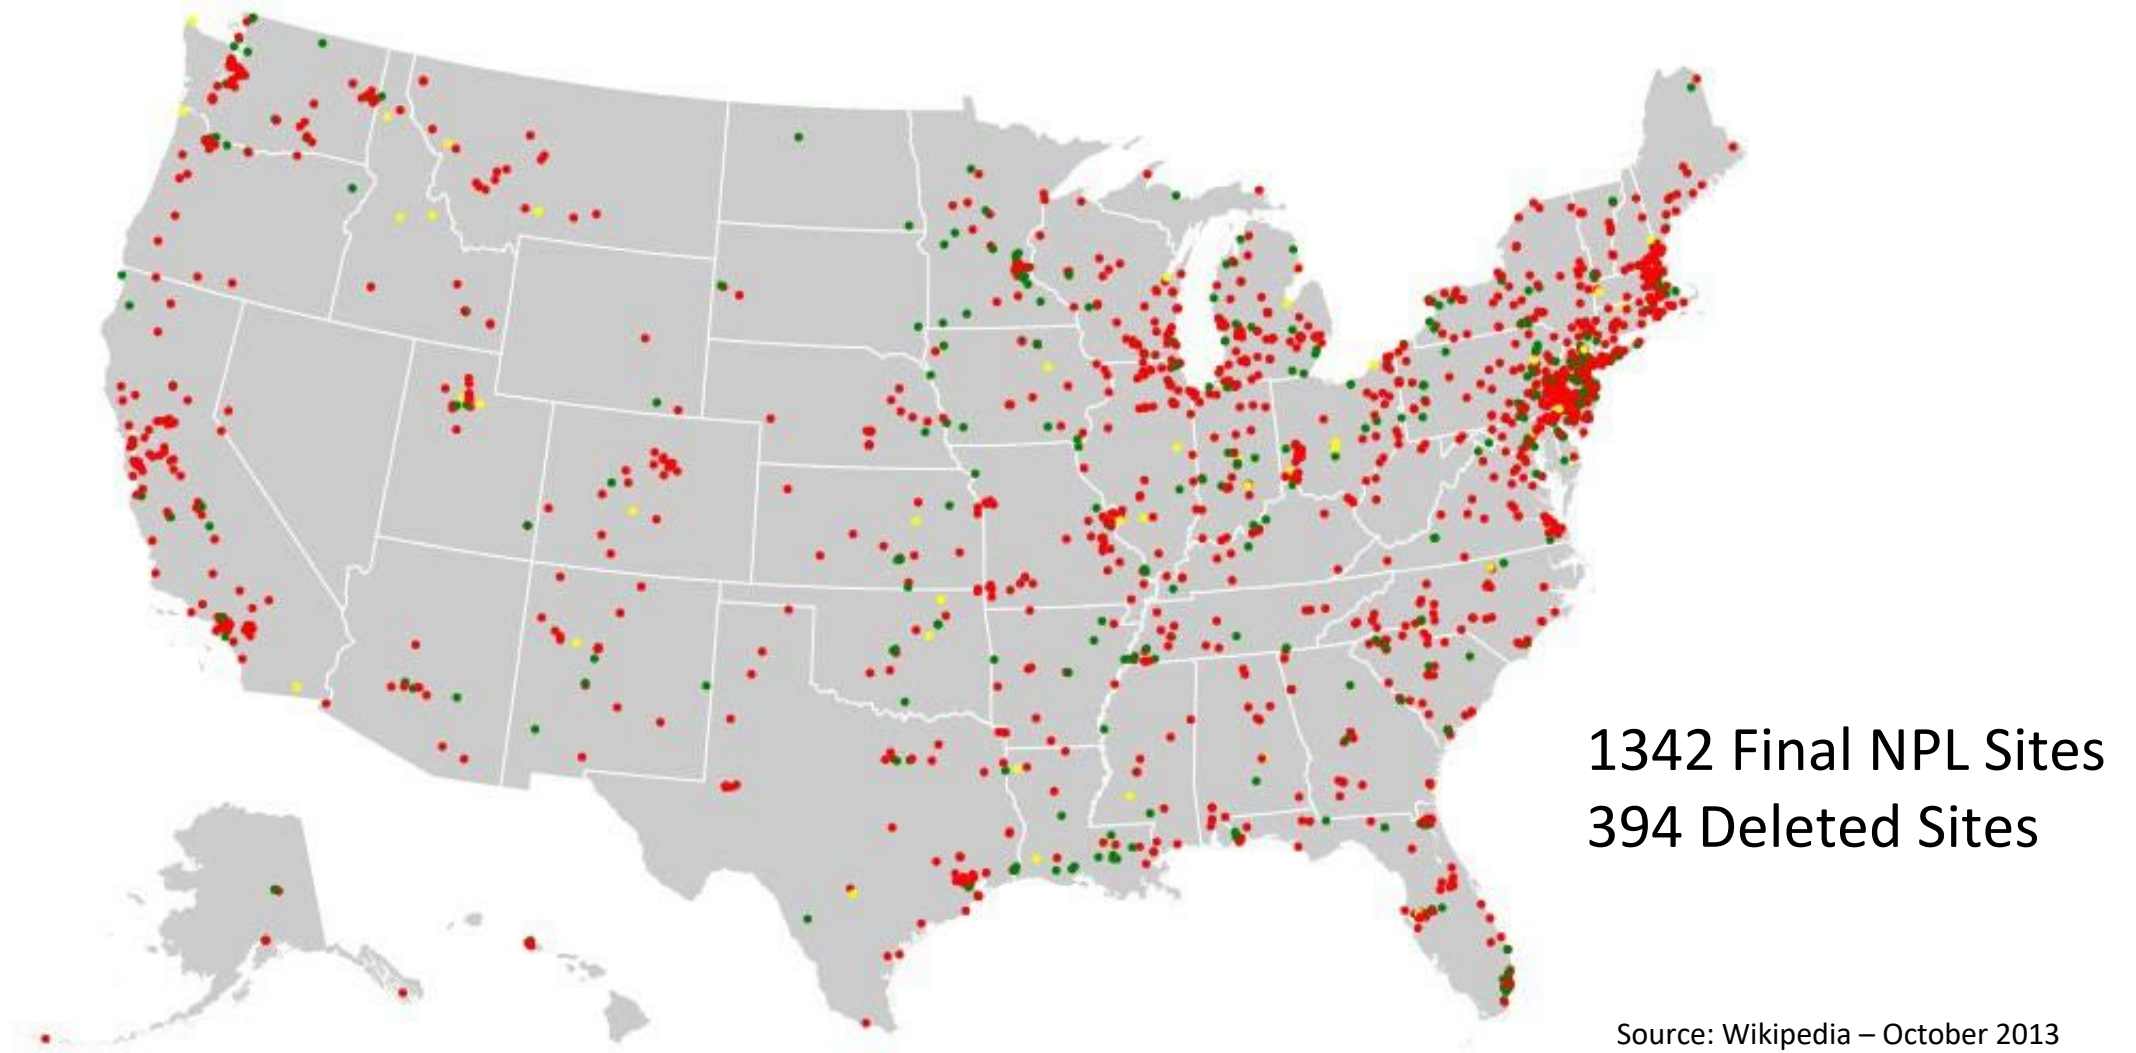 1342 Final NPL Sites
394 Deleted Sites
Source: Wikipedia – October 2013